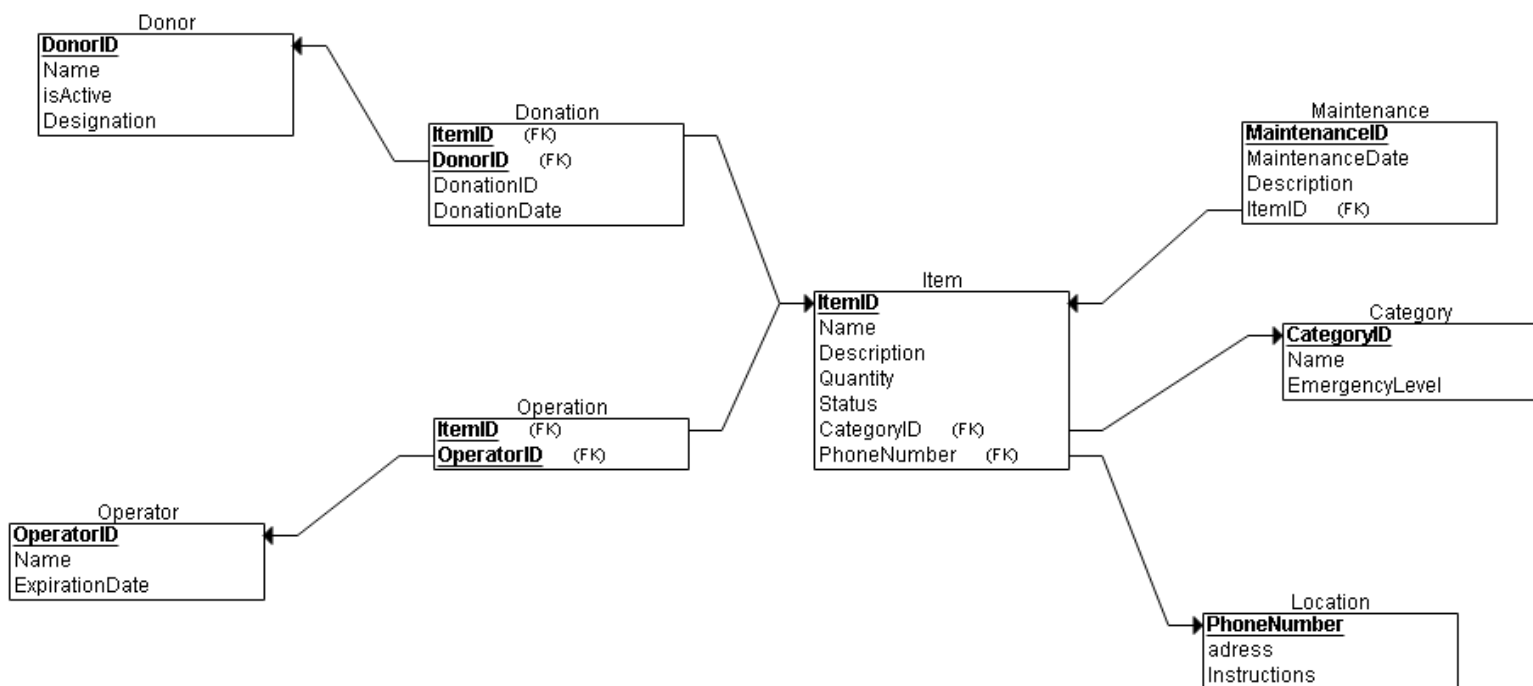 Donor
DonorID
Name
isActive
Designation
Donation
ItemID (FK)
DonorID (FK)
DonationID
DonationDate
Maintenance
MaintenanceID
MaintenanceDate
Description
ItemID (FK)
Item
ItemID
Name
Description
Quantity
Status
CategoryID (FK)
PhoneNumber (FK)
Category
CategoryID
Name
EmergencyLevel
Operation
ItemID (FK)
OperatorID (FK)
Operator
OperatorID
Name
ExpirationDate
Location
PhoneNumber
adress
Instructions